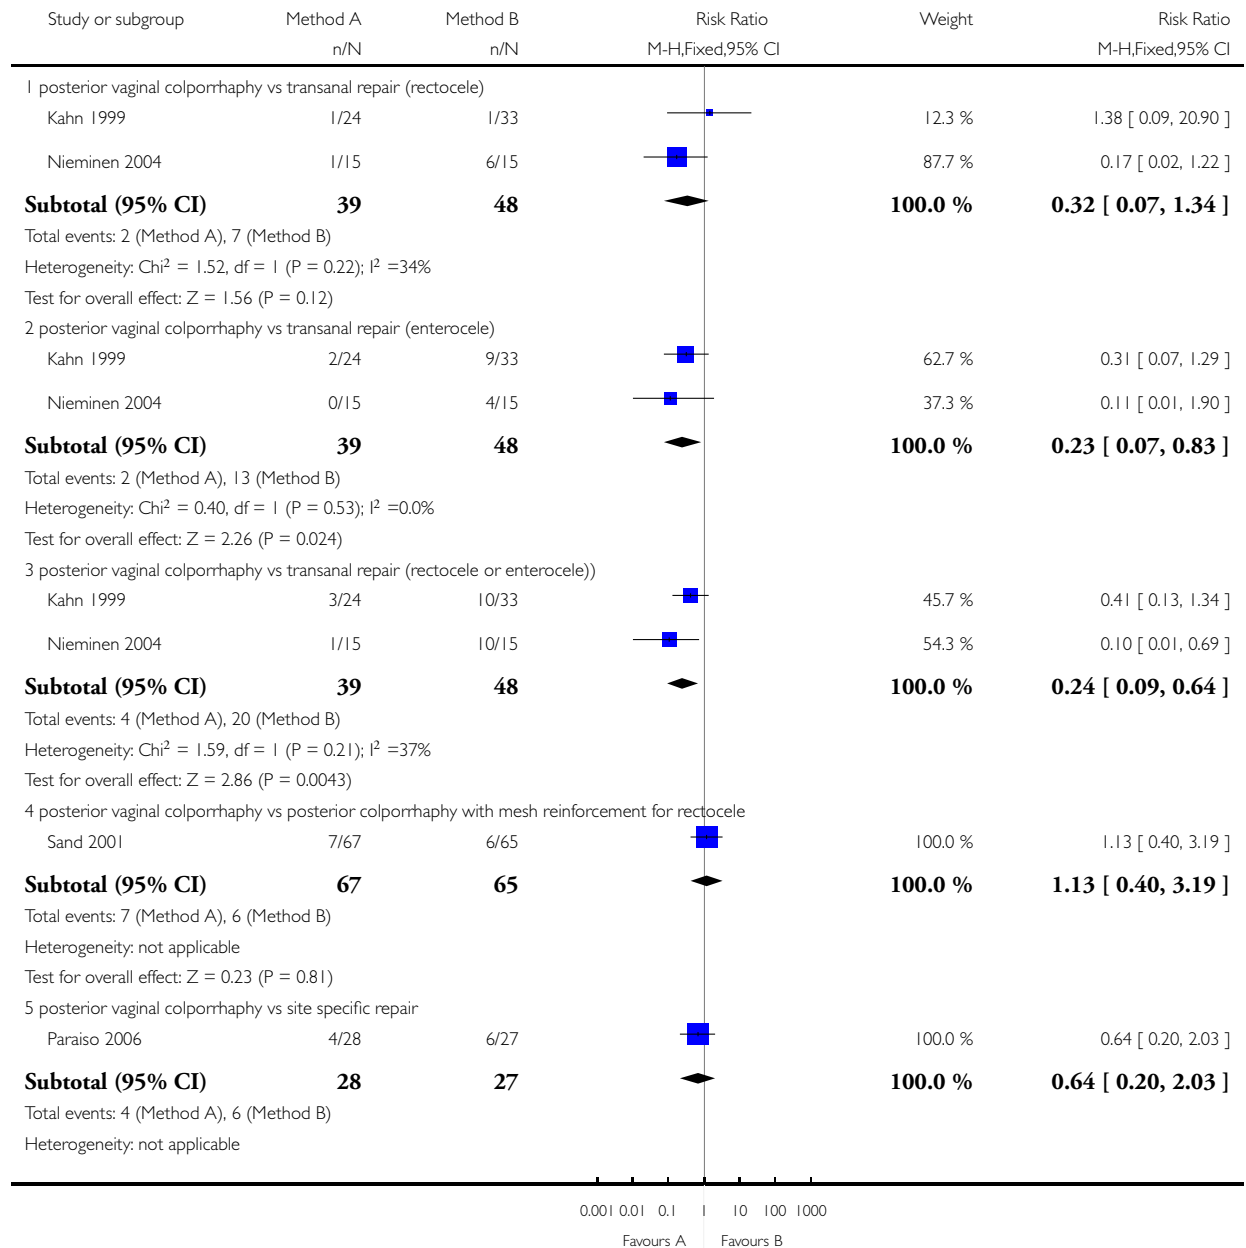 Study or subgroup Method A Method B Risk Ratio Weight Risk Ratio
n/N n/N M-H,Fixed,95% CI M-H,Fixed,95% CI
1 posterior vaginal colporrhaphy vs transanal repair (rectocele)
Kahn 1999 1/24 1/33 12.3 % 1.38 [ 0.09, 20.90 ]
Nieminen 2004 1/15 6/15 87.7 % 0.17 [ 0.02, 1.22 ]
Subtotal (95% CI) 39 48 100.0 % 0.32 [ 0.07, 1.34 ]
Total events: 2 (Method A), 7 (Method B)
Heterogeneity: Chi² = 1.52, df = 1 (P = 0.22); I² =34%
Test for overall effect: Z = 1.56 (P = 0.12)
2 posterior vaginal colporrhaphy vs transanal repair (enterocele)
Kahn 1999 2/24 9/33 62.7 % 0.31 [ 0.07, 1.29 ]
Nieminen 2004 0/15 4/15 37.3 % 0.11 [ 0.01, 1.90 ]
Subtotal (95% CI) 39 48 100.0 % 0.23 [ 0.07, 0.83 ]
Total events: 2 (Method A), 13 (Method B)
Heterogeneity: Chi² = 0.40, df = 1 (P = 0.53); I² =0.0%
Test for overall effect: Z = 2.26 (P = 0.024)
3 posterior vaginal colporrhaphy vs transanal repair (rectocele or enterocele))
Kahn 1999 3/24 10/33 45.7 % 0.41 [ 0.13, 1.34 ]
Nieminen 2004 1/15 10/15 54.3 % 0.10 [ 0.01, 0.69 ]
Subtotal (95% CI) 39 48 100.0 % 0.24 [ 0.09, 0.64 ]
Total events: 4 (Method A), 20 (Method B)
Heterogeneity: Chi² = 1.59, df = 1 (P = 0.21); I² =37%
Test for overall effect: Z = 2.86 (P = 0.0043)
4 posterior vaginal colporrhaphy vs posterior colporrhaphy with mesh reinforcement for rectocele
Sand 2001 7/67 6/65 100.0 % 1.13 [ 0.40, 3.19 ]
Subtotal (95% CI) 67 65 100.0 % 1.13 [ 0.40, 3.19 ]
Total events: 7 (Method A), 6 (Method B)
Heterogeneity: not applicable
Test for overall effect: Z = 0.23 (P = 0.81)
5 posterior vaginal colporrhaphy vs site specific repair
Paraiso 2006 4/28 6/27 100.0 % 0.64 [ 0.20, 2.03 ]
Subtotal (95% CI) 28 27 100.0 % 0.64 [ 0.20, 2.03 ]
Total events: 4 (Method A), 6 (Method B)
Heterogeneity: not applicable
0.001 0.01 0.1 1 10 100 1000
Favours A Favours B